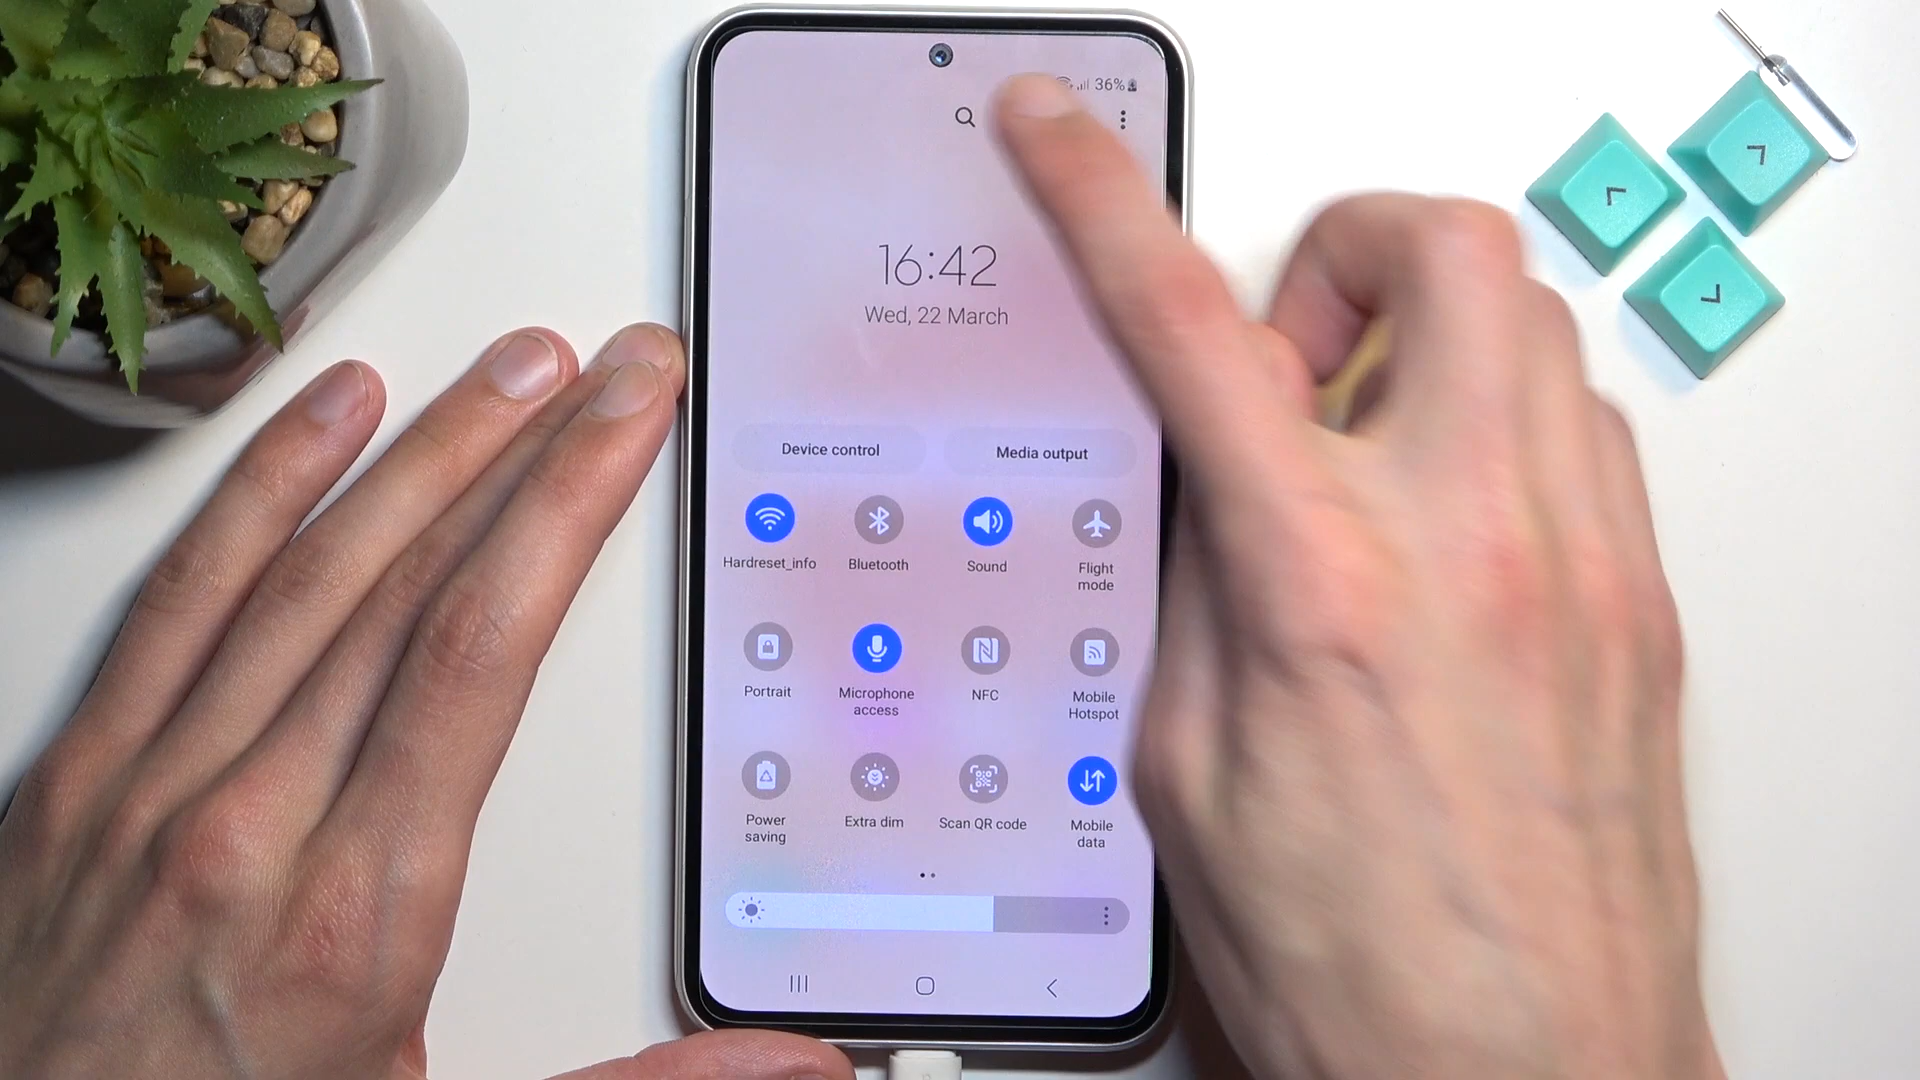 36%
16:42
Wed, 22 March
Device control
Media output
Hardreset_info
Bluetooth
Sound
Flight
mode
Portrait
Microphone
access
NFC
Mobile
Hotspot
Power
saving
Extra dim
Scan QR code
Mobile
data